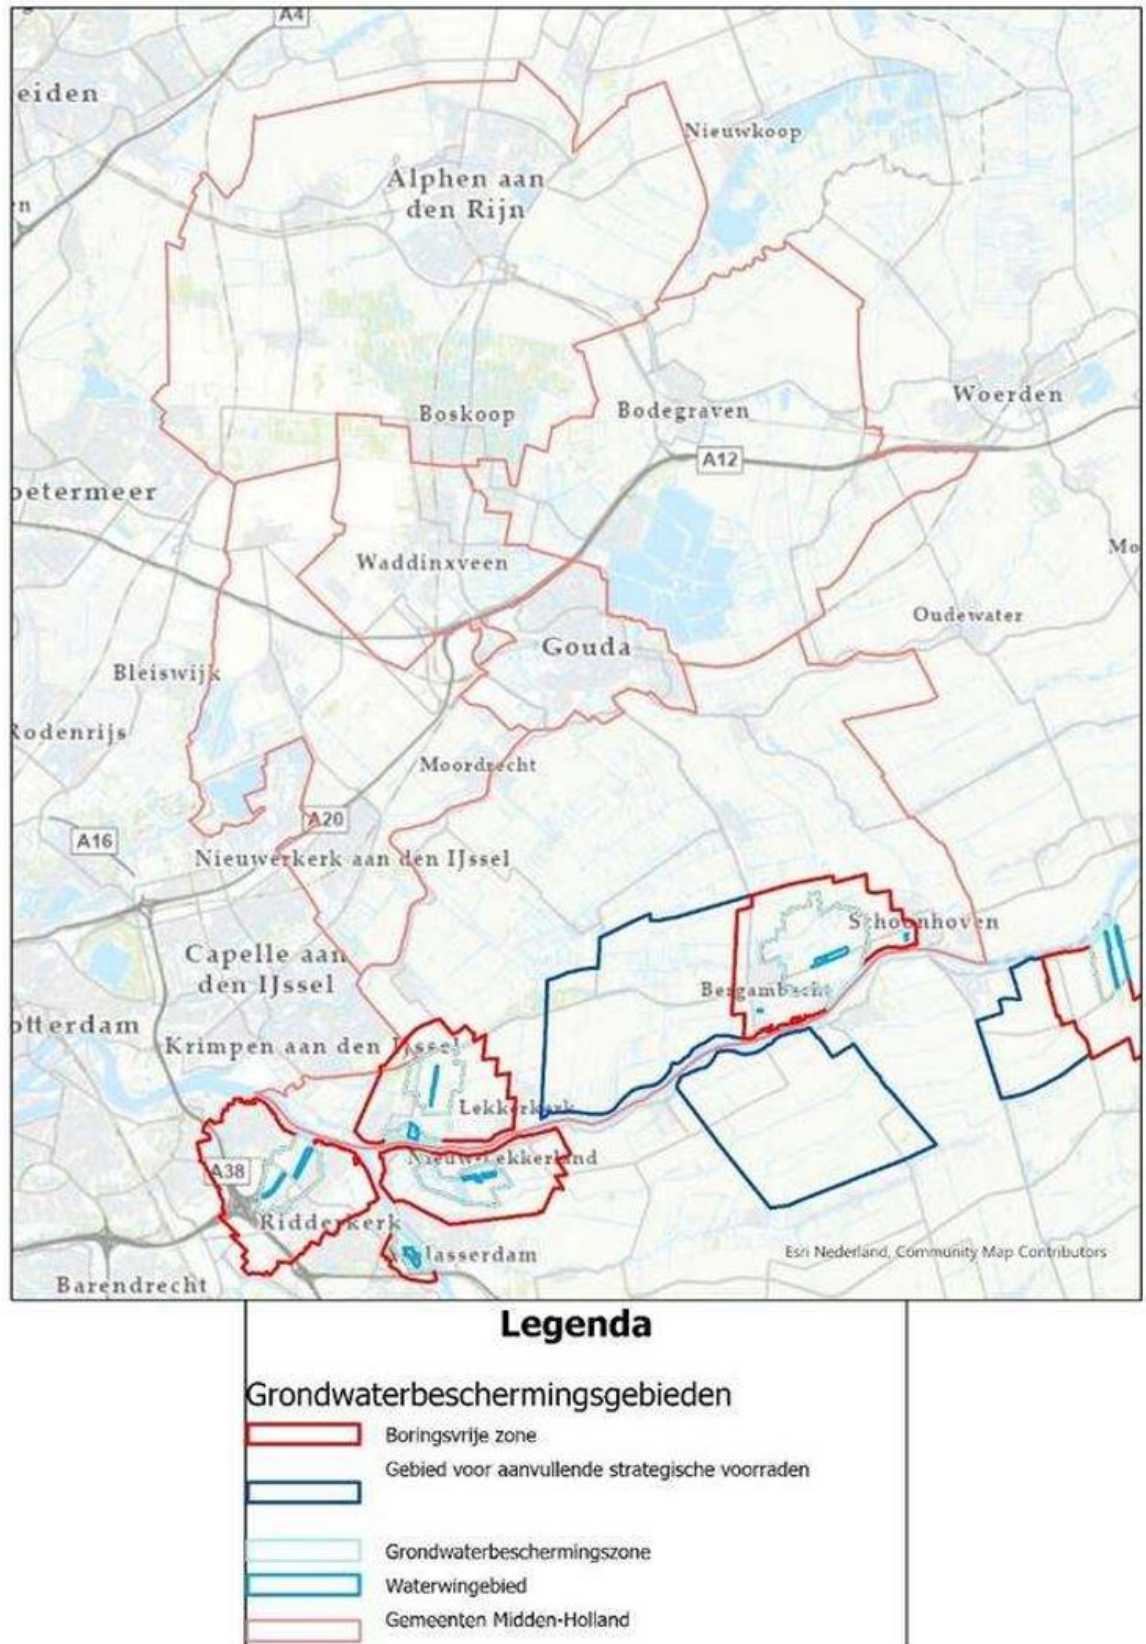 A4
eiden
Nieuwkoop
Alphen aan
den Rijn
n
Woerden
Boskoop
Bodegraven
A12
oetermeer
Mo
Waddinxveen
Oudewater
Gouda
Bleiswijk
Rodenrijs
Moordrecht
A20
A16
Nieuwerkerk aan den IJssel
Schoonhoven
Capelle aan
den IJssel
Bergambacht
otterdam
Krimpen aan den IJssel
Lekkerkerk
Nieuw-Lekkerland
A38
Ridderkerk
Alblasserdam
Esri Nederland, Community Map Contributors
Barendrecht
Legenda
Grondwaterbeschermingsgebieden
Boringsvrije zone
Gebied voor aanvullende strategische voorraden
Grondwaterbeschermingszone
Waterwingebied
Gemeenten Midden-Holland